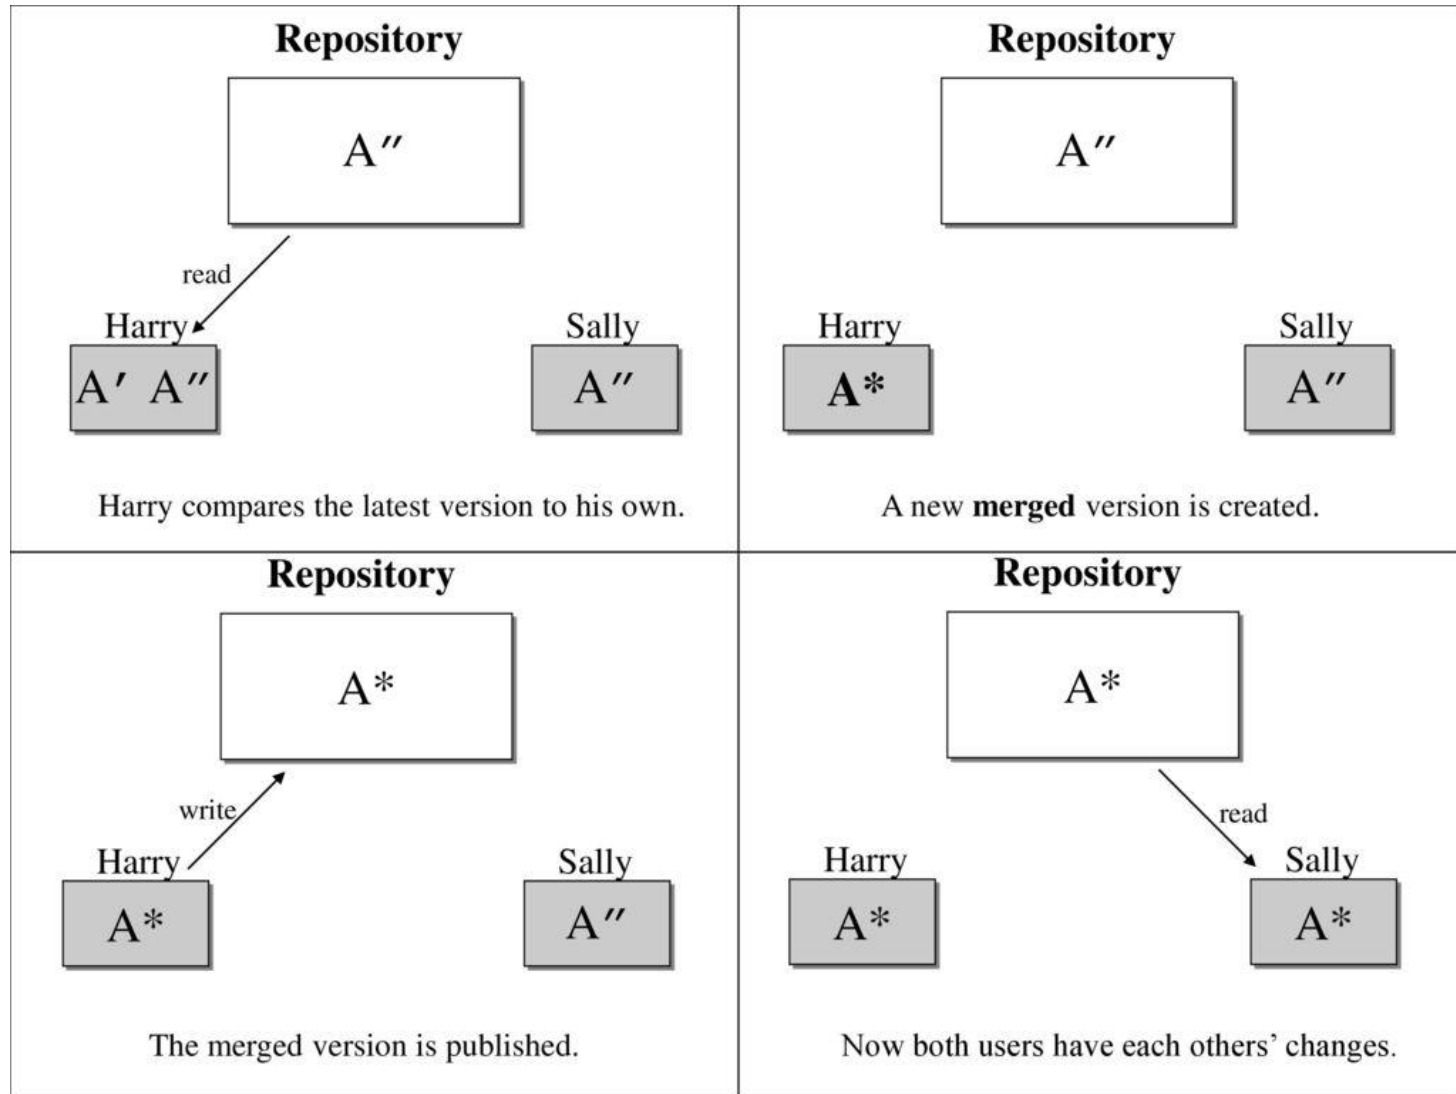 Repository
A″
read
Harry
A′ A″
Sally
A″
Harry compares the latest version to his own.
Repository
A″
Harry
A*
Sally
A″
A new merged version is created.
Repository
A*
write
Harry
A*
Sally
A″
The merged version is published.
Repository
A*
read
Harry
A*
Sally
A*
Now both users have each others’ changes.